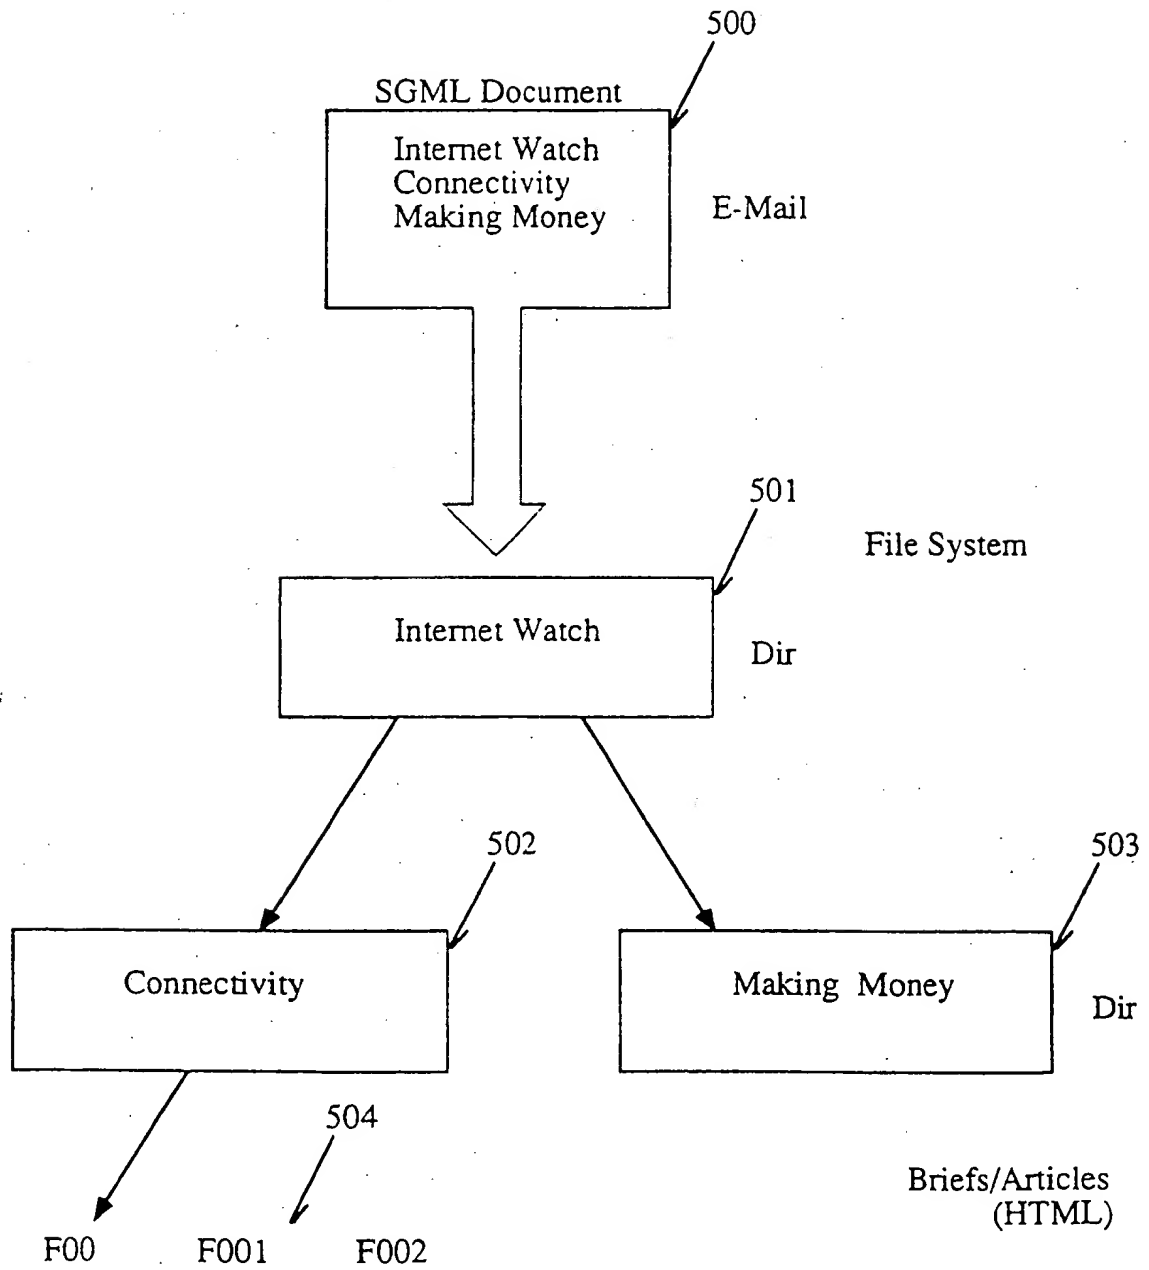 500
SGML Document
Internet Watch
Connectivity
Making Money
E-Mail
501
File System
Internet Watch
Dir
502
503
Connectivity
Making Money
Dir
504
Briefs/Articles
(HTML)
F00 F001 F002